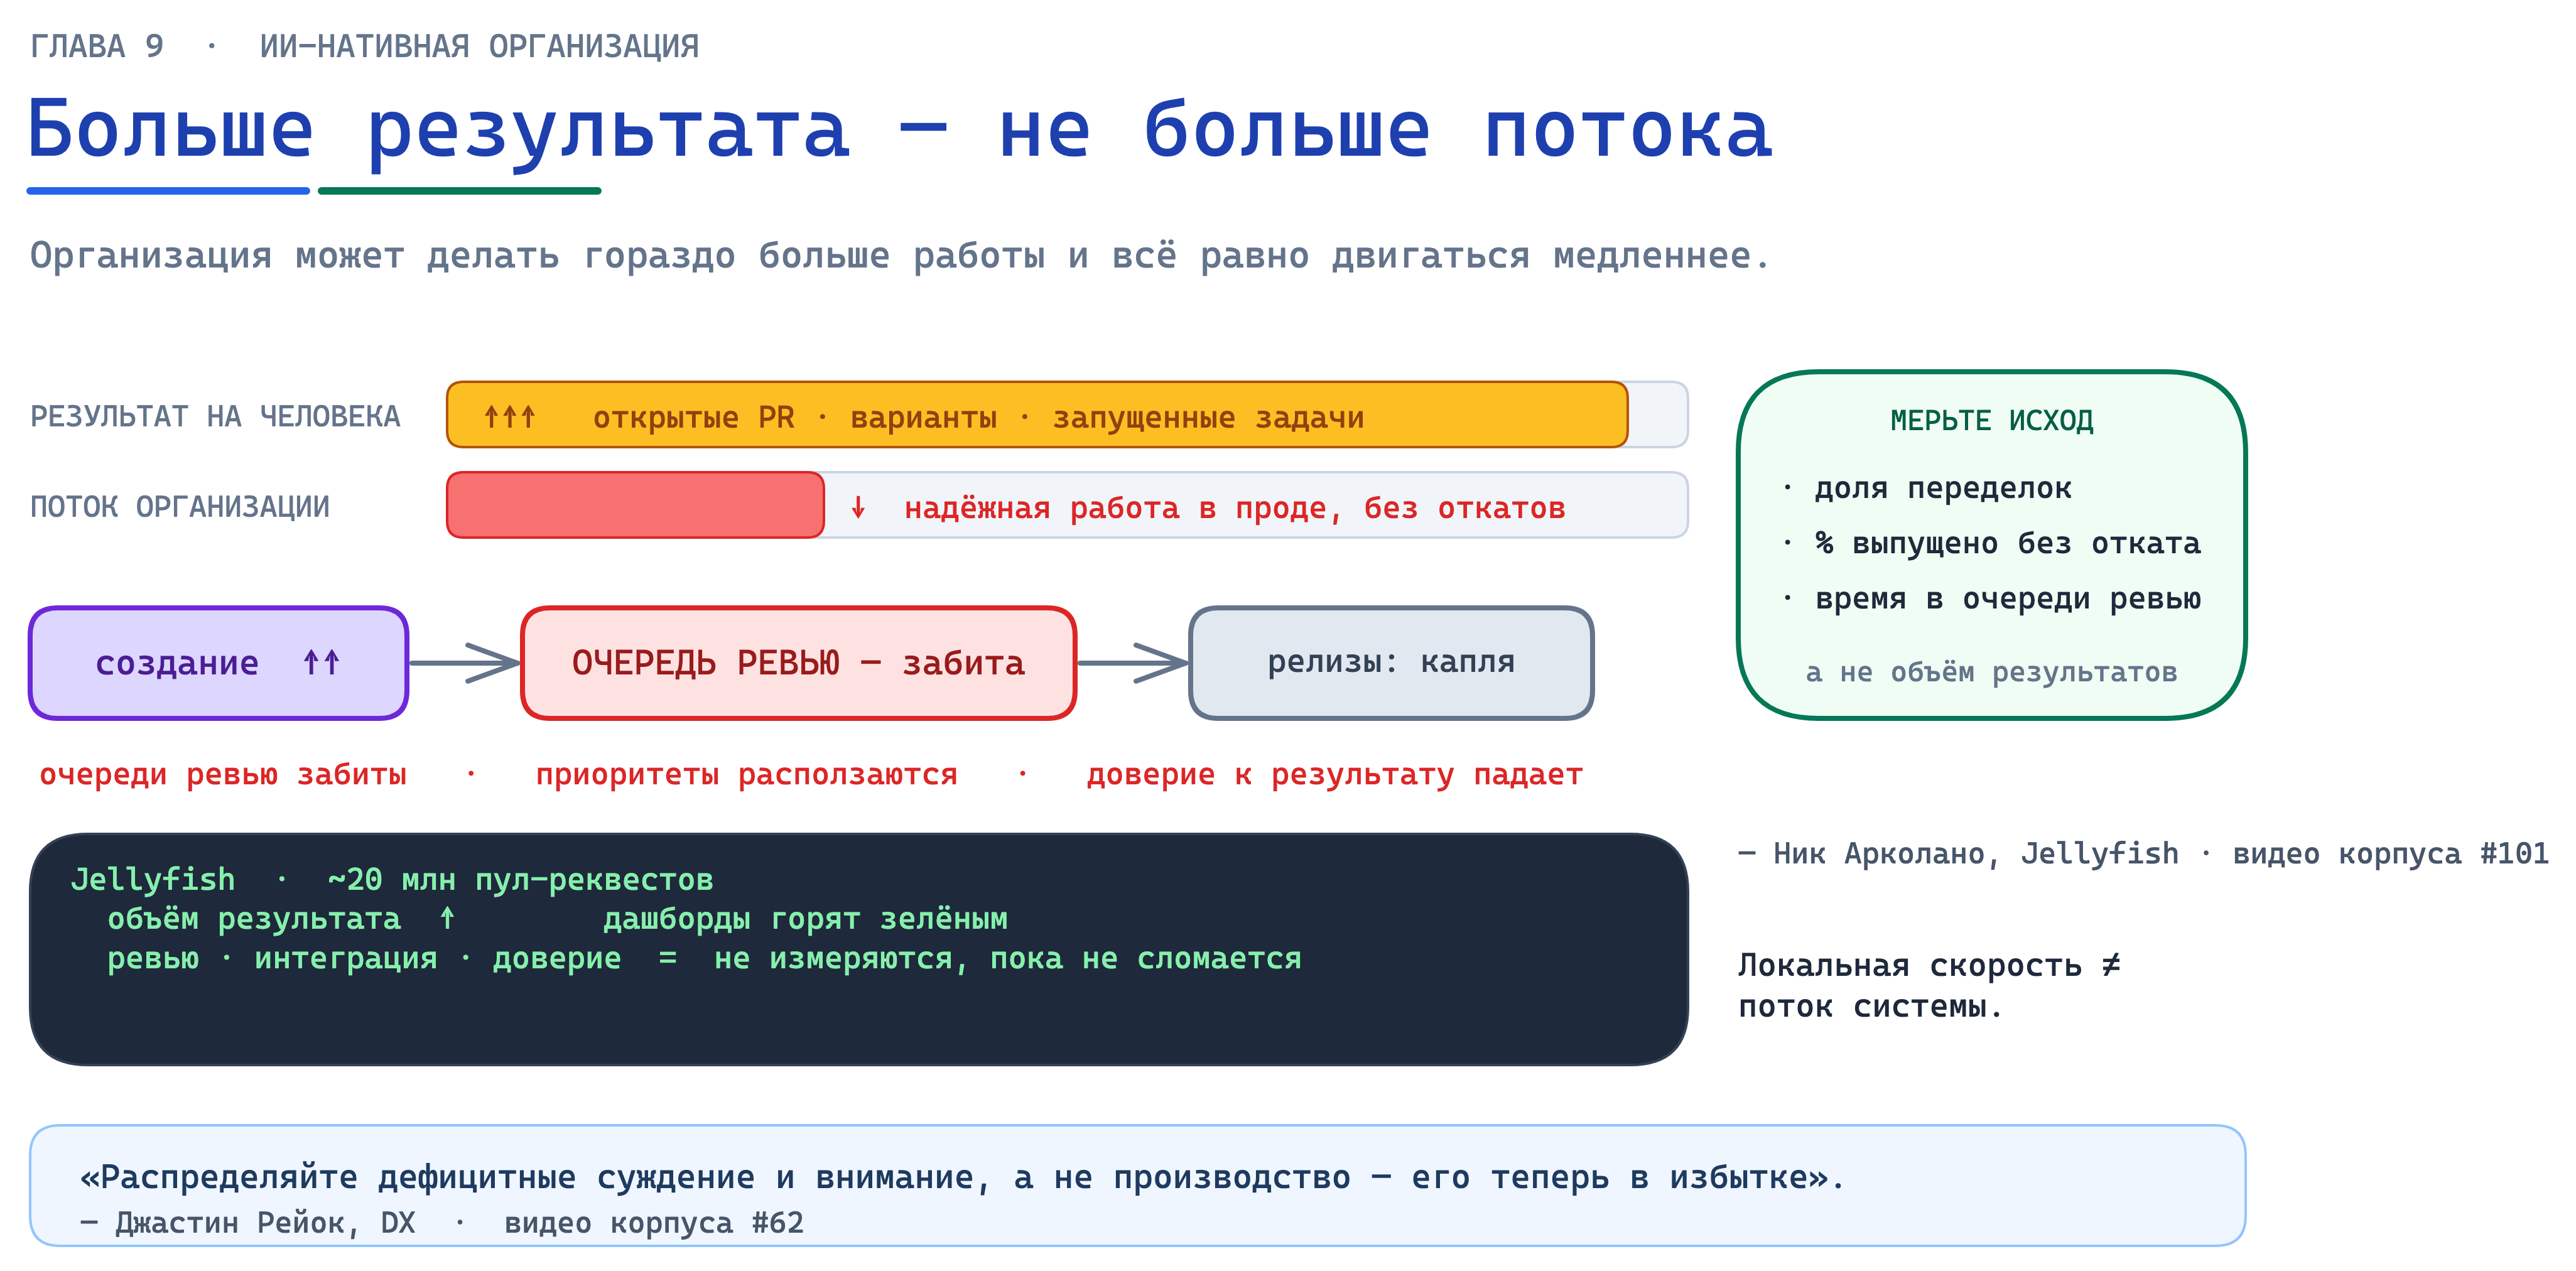 ГЛАВА 9 · ИИ-НАТИВНАЯ ОРГАНИЗАЦИЯ
Больше результата — не больше потока
Организация может делать гораздо больше работы и всё равно двигаться медленнее.
РЕЗУЛЬТАТ НА ЧЕЛОВЕКА
↑↑↑ открытые PR · варианты · запущенные задачи
ПОТОК ОРГАНИЗАЦИИ
↓ надёжная работа в проде, без откатов
МЕРЬТЕ ИСХОД
· доля переделок
· % выпущено без отката
· время в очереди ревью
а не объём результатов
создание ↑↑
ОЧЕРЕДЬ РЕВЬЮ — забита
релизы: капля
очереди ревью забиты · приоритеты расползаются · доверие к результату падает
Jellyfish · ~20 млн пул-реквестов
объём результата ↑ дашборды горят зелёным
ревью · интеграция · доверие = не измеряются, пока не сломается
— Ник Арколано, Jellyfish · видео корпуса #101
Локальная скорость ≠
поток системы.
«Распределяйте дефицитные суждение и внимание, а не производство — его теперь в избытке».
— Джастин Рейок, DX · видео корпуса #62